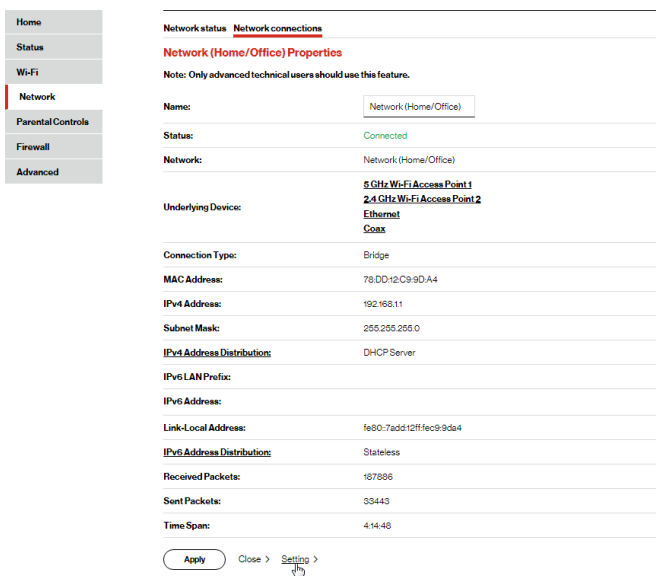 Home
Status
Wi-Fi
Network
Parental Controls
Firewall
Advanced
Network status Network connections
Network (Home/Office) Properties
Note: Only advanced technical users should use this feature.
Name: Network (Home/Office)
Status: Connected
Network: Network (Home/Office)
Underlying Device: 5 GHz Wi-Fi Access Point 1
2.4 GHz Wi-Fi Access Point 2
Ethernet
Coax
Connection Type: Bridge
MAC Address: 78:DD:12:C9:9D:A4
IPv4 Address: 192.168.1.1
Subnet Mask: 255.255.255.0
IPv4 Address Distribution: DHCP Server
IPv6 LAN Prefix:
IPv6 Address:
Link-Local Address: fe80::7add:12ff:fec9:9da4
IPv6 Address Distribution: Stateless
Received Packets: 187886
Sent Packets: 33443
Time Span: 4:14:48
Apply Close > Setting >